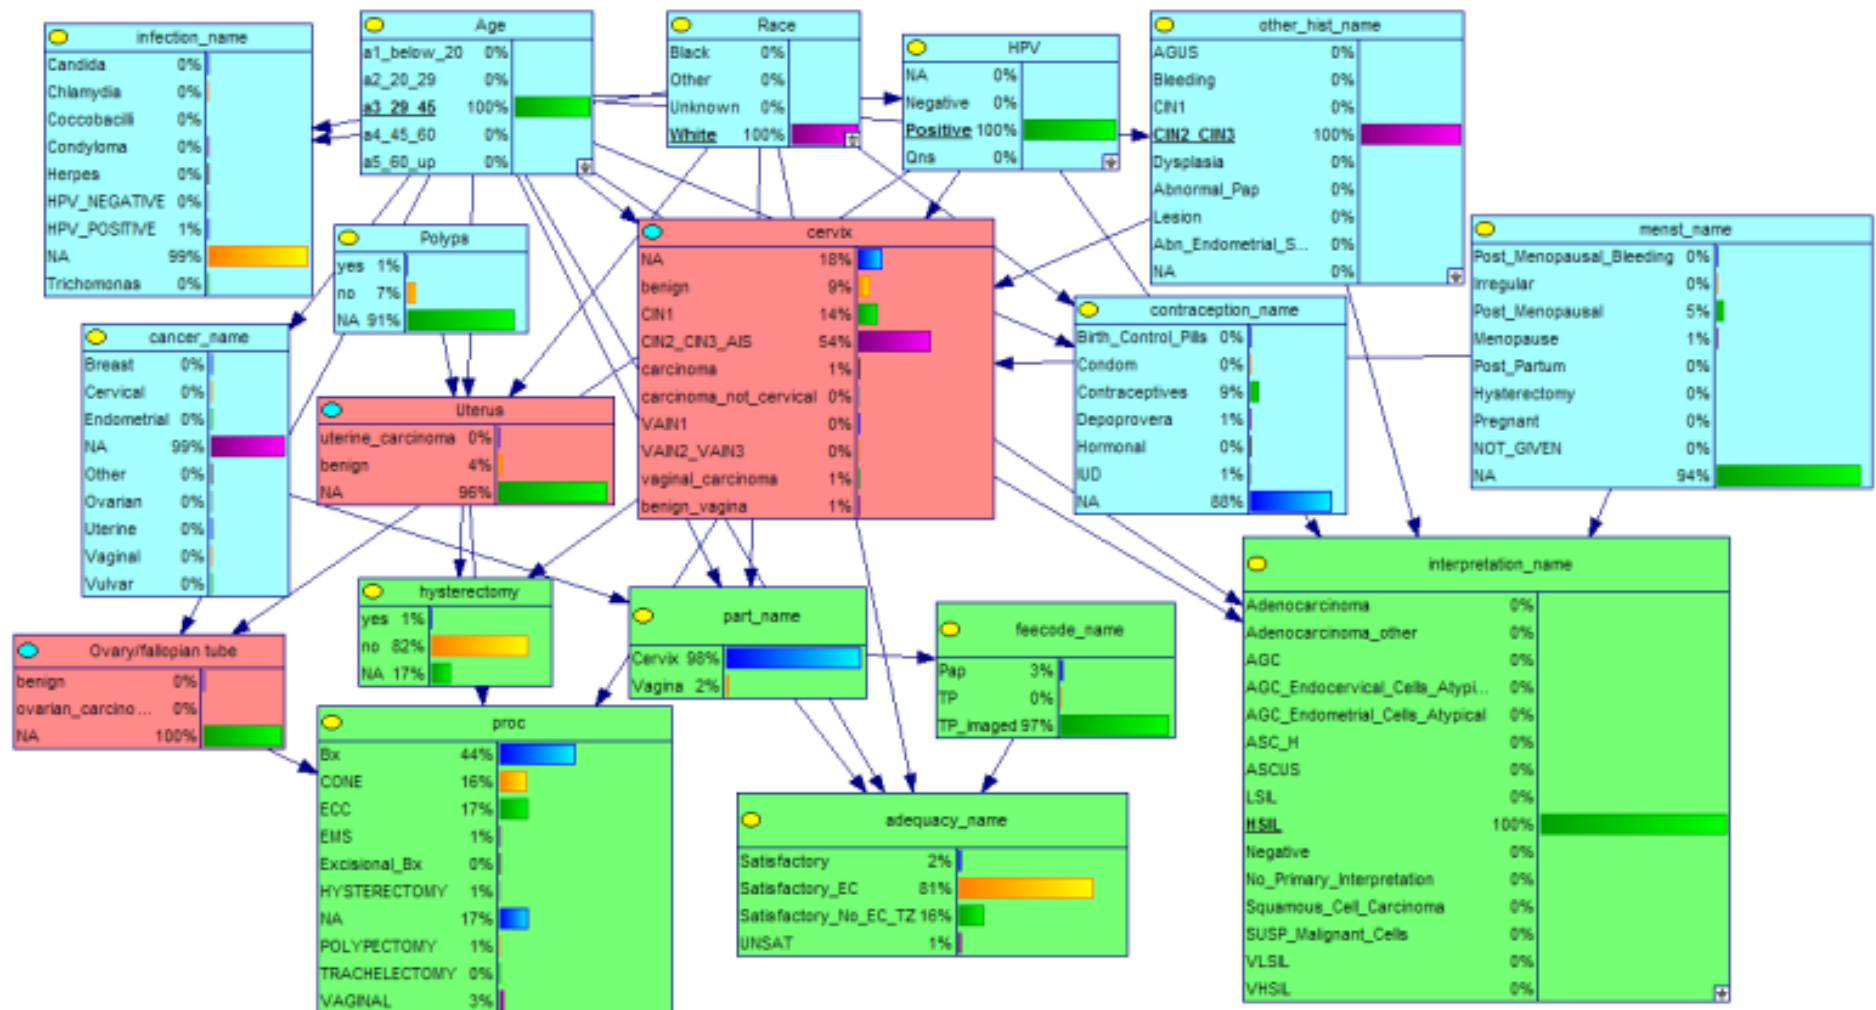 infection_name
Candida 0%
Chlamydia 0%
Coccobacilli 0%
Condyloma 0%
Herpes 0%
HPV_NEGATIVE 0%
HPV_POSITIVE 1%
NA 99%
Trichomonas 0%
Age
a1_below_20 0%
a2_20_29 0%
a3_29_45 100%
a4_45_60 0%
a5_60_up 0%
Race
Black 0%
Other 0%
Unknown 0%
White 100%
HPV
NA 0%
Negative 0%
Positive 100%
Qns 0%
other_hist_name
AGUS 0%
Bleeding 0%
CIN1 0%
CIN2_CIN3 100%
Dysplasia 0%
Abnormal_Pap 0%
Lesion 0%
Abn_Endometrial_S... 0%
NA 0%
Polyps
yes 1%
no 7%
NA 91%
cervix
NA 18%
benign 9%
CIN1 14%
CIN2_CIN3_AIS 54%
carcinoma 1%
carcinoma_not_cervical 0%
VAIN1 0%
VAIN2_VAIN3 0%
vaginal_carcinoma 1%
benign_vagina 1%
menst_name
Post_Menopausal_Bleeding 0%
Irregular 0%
Post_Menopausal 5%
Menopause 1%
Post_Partum 0%
Hysterectomy 0%
Pregnant 0%
NOT_GIVEN 0%
NA 94%
contraception_name
Birth_Control_Pills 0%
Condom 0%
Contraceptives 9%
Depoprovera 1%
Hormonal 0%
IUD 1%
NA 88%
cancer_name
Breast 0%
Cervical 0%
Endometrial 0%
NA 99%
Other 0%
Ovarian 0%
Uterine 0%
Vaginal 0%
Vulvar 0%
Uterus
uterine_carcinoma 0%
benign 4%
NA 96%
hysterectomy
yes 1%
no 82%
NA 17%
part_name
Cervix 98%
Vagina 2%
feecode_name
Pap 3%
TP 0%
TP_imaged 97%
interpretation_name
Adenocarcinoma 0%
Adenocarcinoma_other 0%
AGC 0%
AGC_Endocervical_Cells_Atypi... 0%
AGC_Endometrial_Cells_Atypical 0%
ASC_H 0%
ASCUS 0%
LSIL 0%
HSIL 100%
Negative 0%
No_Primary_Interpretation 0%
Squamous_Cell_Carcinoma 0%
SUSP_Malignant_Cells 0%
VLSIL 0%
VHSIL 0%
Ovary/fallopian tube
benign 0%
ovarian_carcino... 0%
NA 100%
proc
Bx 44%
CONE 16%
ECC 17%
EMS 1%
Excisional_Bx 0%
HYSTERECTOMY 1%
NA 17%
POLYPECTOMY 1%
TRACHELECTOMY 0%
VAGINAL 3%
adequacy_name
Satisfactory 2%
Satisfactory_EC 81%
Satisfactory_No_EC_TZ 16%
UNSAT 1%